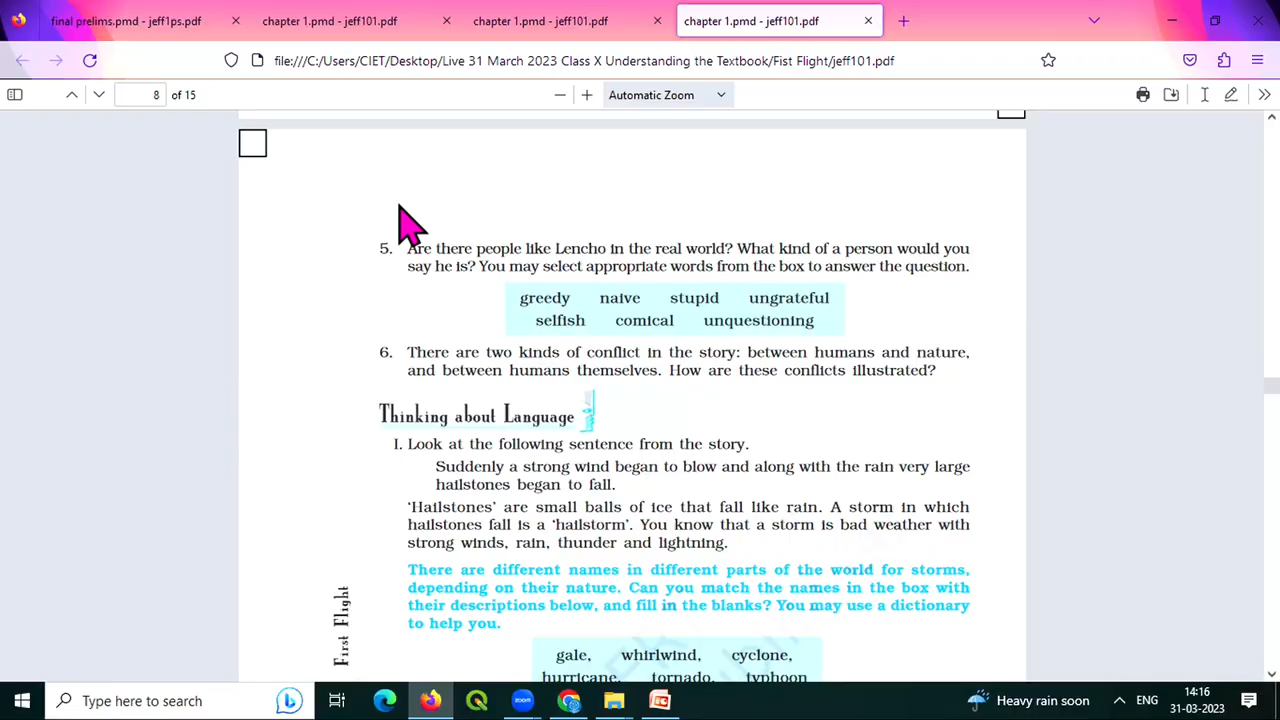 final prelims.pmd - jeff1ps.pdf
chapter 1.pmd - jeff101.pdf
chapter 1.pmd - jeff101.pdf
chapter 1.pmd - jeff101.pdf
file:///C:/Users/CIET/Desktop/Live 31 March 2023 Class X Understanding the Textbook/Fist Flight/jeff101.pdf
8 of 15
Automatic Zoom
5. Are there people like Lencho in the real world? What kind of a person would you
say he is? You may select appropriate words from the box to answer the question.
greedy naive stupid ungrateful
selfish comical unquestioning
6. There are two kinds of conflict in the story: between humans and nature,
and between humans themselves. How are these conflicts illustrated?
Thinking about Language
I. Look at the following sentence from the story.
Suddenly a strong wind began to blow and along with the rain very large
hailstones began to fall.
‘Hailstones’ are small balls of ice that fall like rain. A storm in which
hailstones fall is a ‘hailstorm’. You know that a storm is bad weather with
strong winds, rain, thunder and lightning.
There are different names in different parts of the world for storms,
depending on their nature. Can you match the names in the box with
their descriptions below, and fill in the blanks? You may use a dictionary
to help you.
gale, whirlwind, cyclone,
hurricane, tornado, typhoon
First Flight
Type here to search
zoom
Heavy rain soon
ENG
14:16
31-03-2023